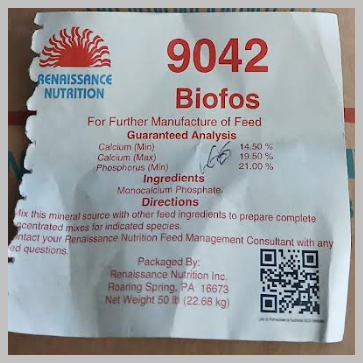 RENAISSANCE
NUTRITION
9042
Biofos
For Further Manufacture of Feed
Guaranteed Analysis
Calcium (Min) 14.50 %
Calcium (Max) 19.50 %
Phosphorus (Min) 21.00 %
Ingredients
Monocalcium Phosphate
Directions
Mix this mineral source with other feed ingredients to prepare complete
centrated mixes for indicated species.
ontact your Renaissance Nutrition Feed Management Consultant with any
ed questions.
Packaged By:
Renaissance Nutrition Inc.
Roaring Spring, PA 16673
Net Weight 50 lb (22.68 kg)